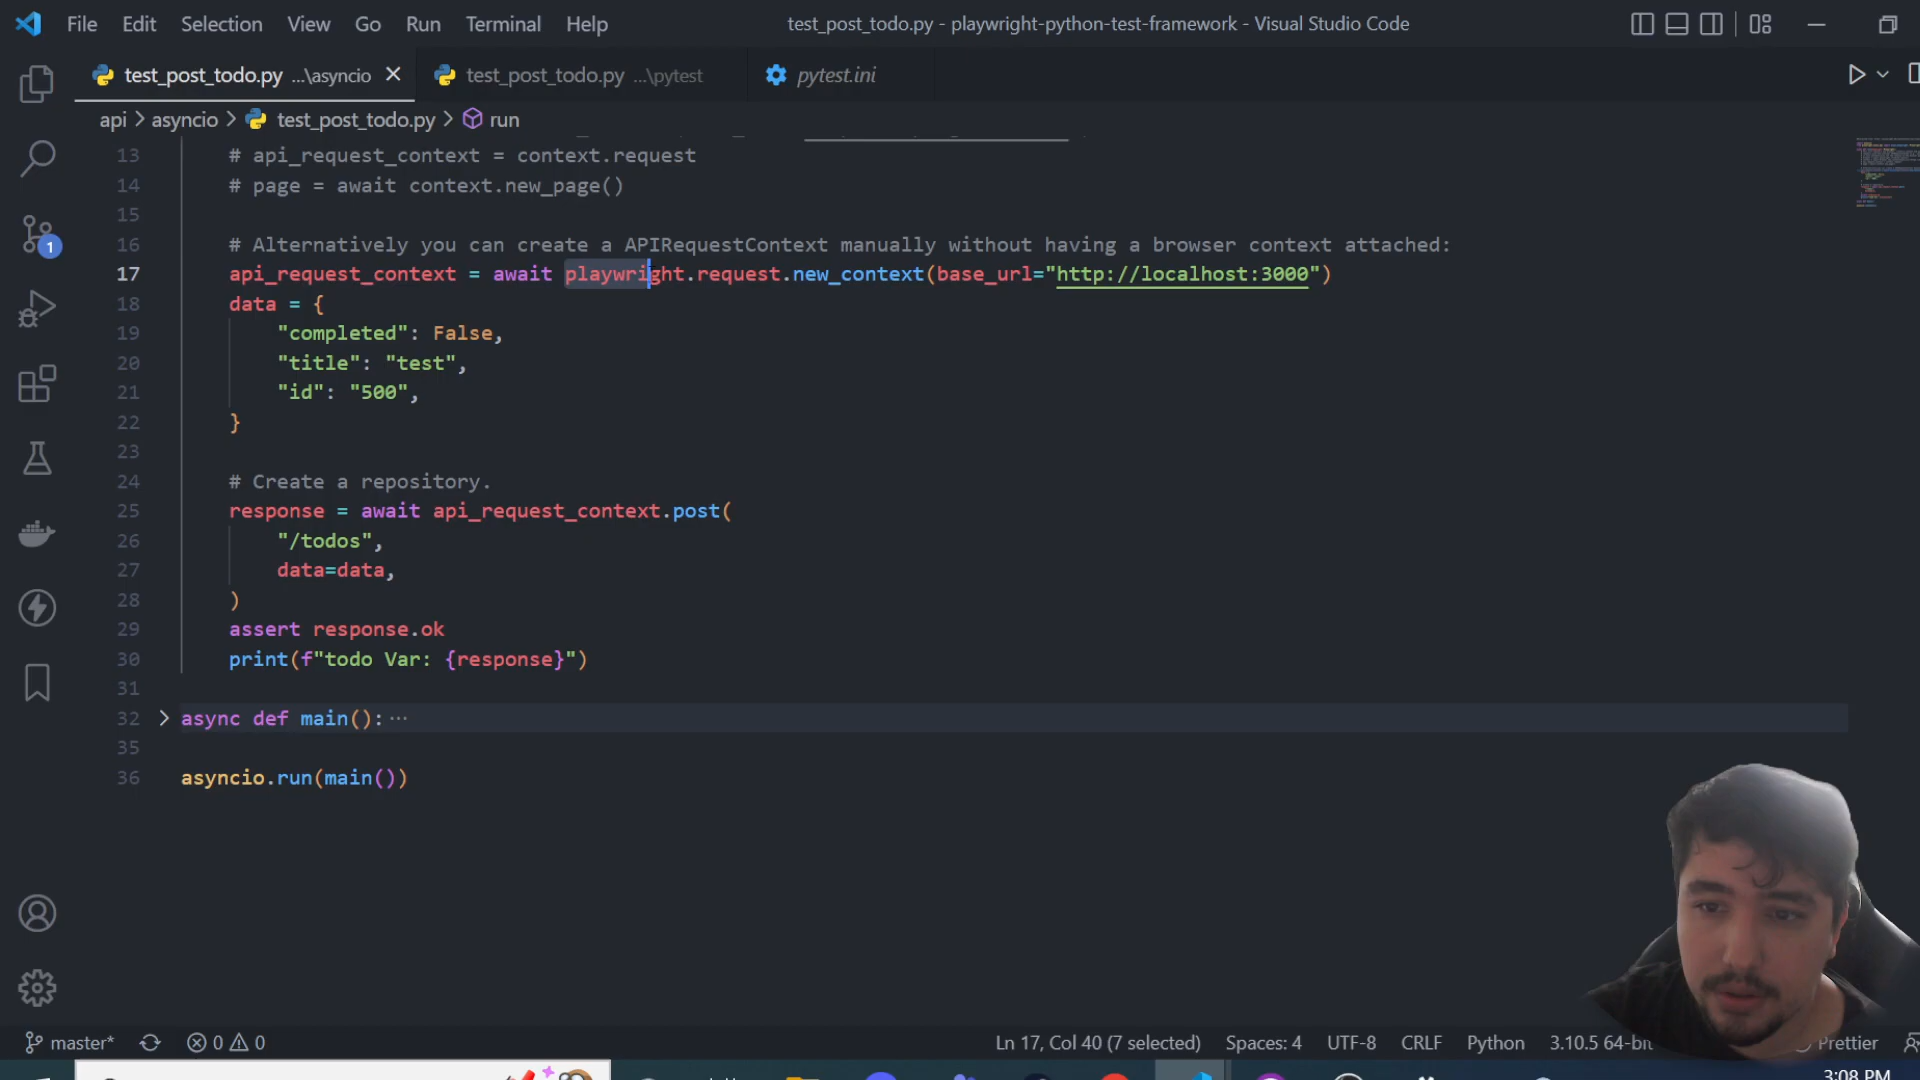 File Edit Selection View Go Run Terminal Help
test_post_todo.py - playwright-python-test-framework - Visual Studio Code
test_post_todo.py ...\asyncio
test_post_todo.py ...\pytest
pytest.ini
api > asyncio > test_post_todo.py > run
13 # api_request_context = context.request
14 # page = await context.new_page()
15
16 # Alternatively you can create a APIRequestContext manually without having a browser context attached:
17 api_request_context = await playwright.request.new_context(base_url="http://localhost:3000")
18 data = {
19 "completed": False,
20 "title": "test",
21 "id": "500",
22 }
23
24 # Create a repository.
25 response = await api_request_context.post(
26 "/todos",
27 data=data,
28 )
29 assert response.ok
30 print(f"todo Var: {response}")
31
32 async def main():···
35
36 asyncio.run(main())
1
master* 0 0 Ln 17, Col 40 (7 selected) Spaces: 4 UTF-8 CRLF Python 3.10.5 64-bit Prettier
3:08 PM